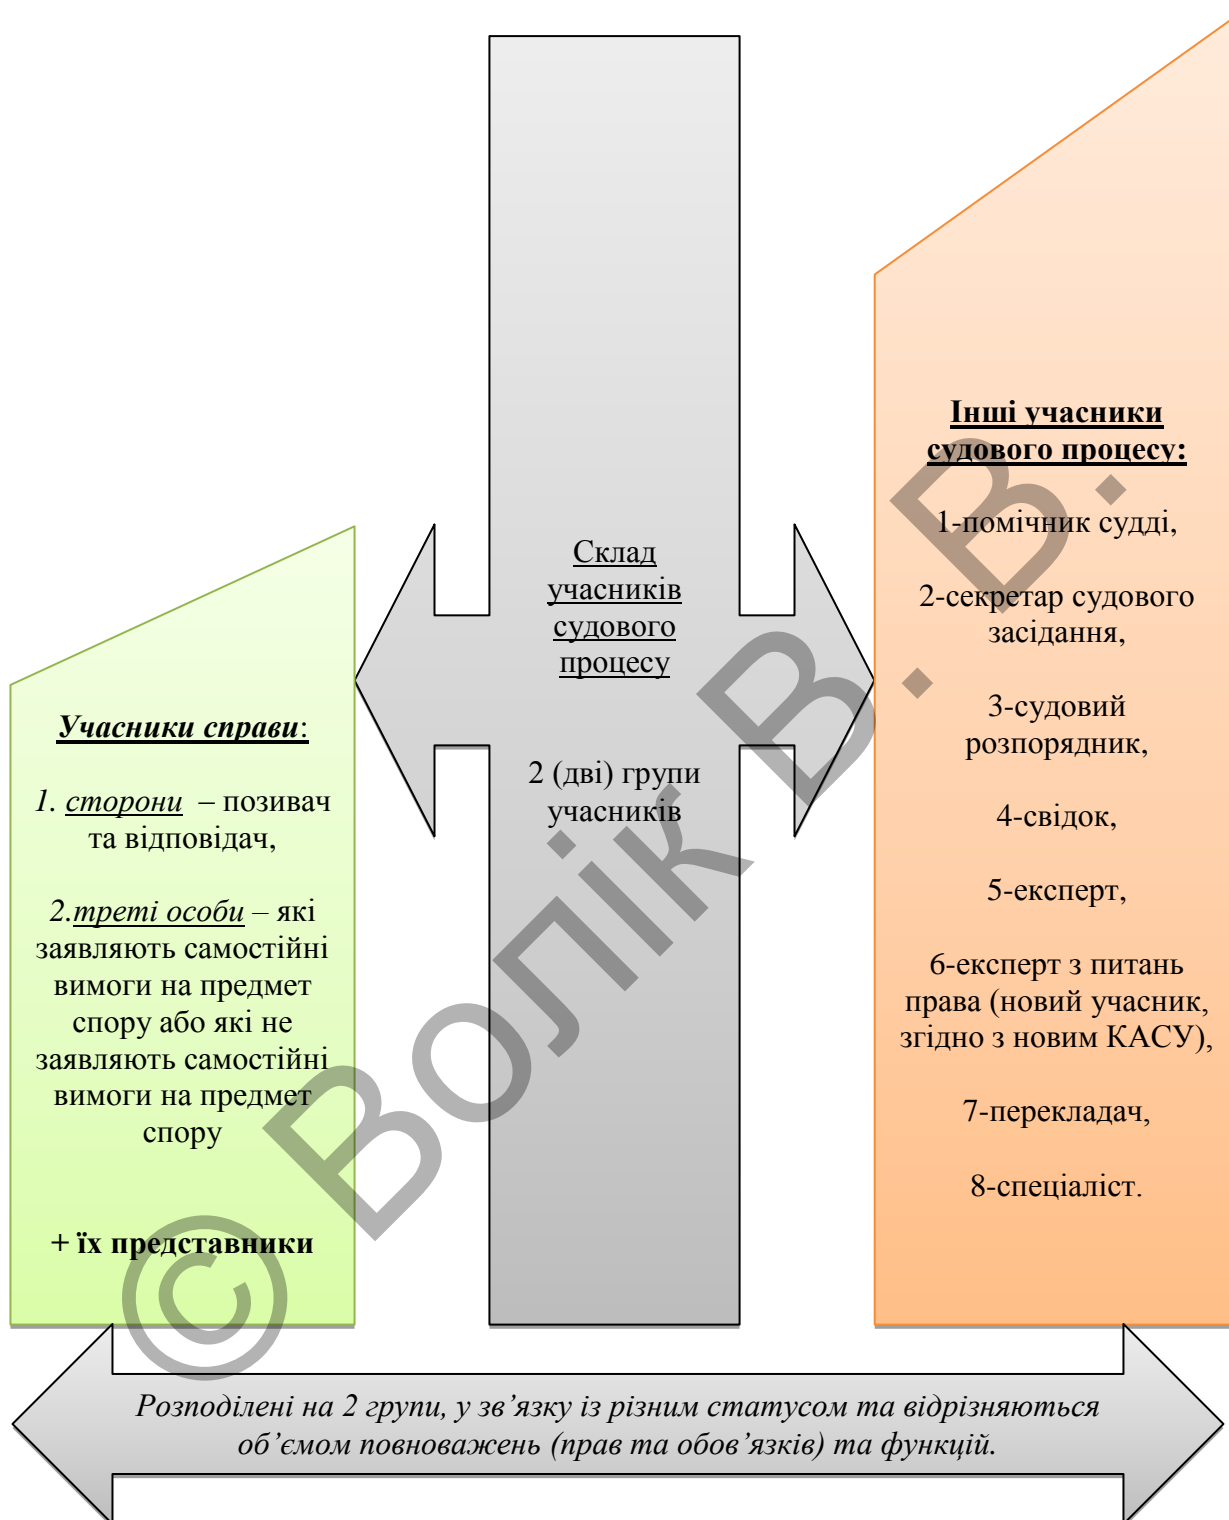 Склад
учасників
судового
процесу
2 (дві) групи
учасників
Учасники справи:
1. сторони – позивач
та відповідач,
2.треті особи – які
заявляють самостійні
вимоги на предмет
спору або які не
заявляють самостійні
вимоги на предмет
спору
+ їх представники
Інші учасники
судового процесу:
1-помічник судді,
2-секретар судового
засідання,
3-судовий
розпорядник,
4-свідок,
5-експерт,
6-експерт з питань
права (новий учасник,
згідно з новим КАСУ),
7-перекладач,
8-спеціаліст.
Розподілені на 2 групи, у зв’язку із різним статусом та відрізняються
об’ємом повноважень (прав та обов’язків) та функцій.
© Волік В. В.